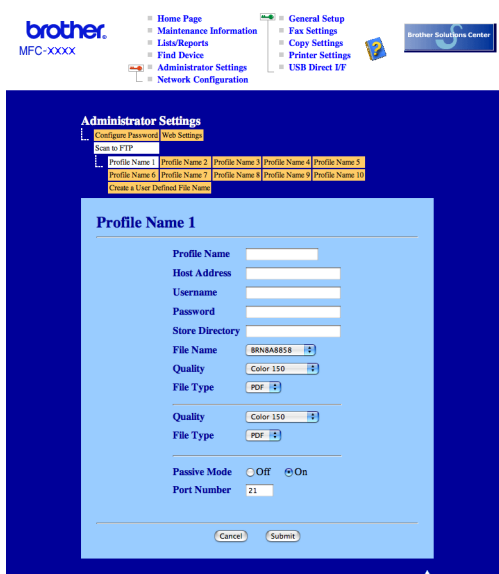 brother.
MFC-xxxx
Home Page
Maintenance Information
Lists/Reports
Find Device
Administrator Settings
Network Configuration
General Setup
Fax Settings
Copy Settings
Printer Settings
USB Direct I/F
Brother Solutions Center
Administrator Settings
Configure Password Web Settings
Scan to FTP
Profile Name 1 Profile Name 2 Profile Name 3 Profile Name 4 Profile Name 5
Profile Name 6 Profile Name 7 Profile Name 8 Profile Name 9 Profile Name 10
Create a User Defined File Name
Profile Name 1
Profile Name
Host Address
Username
Password
Store Directory
File Name BRN8A8858
Quality Color 150
File Type PDF
Quality Color 150
File Type PDF
Passive Mode Off On
Port Number 21
Cancel Submit